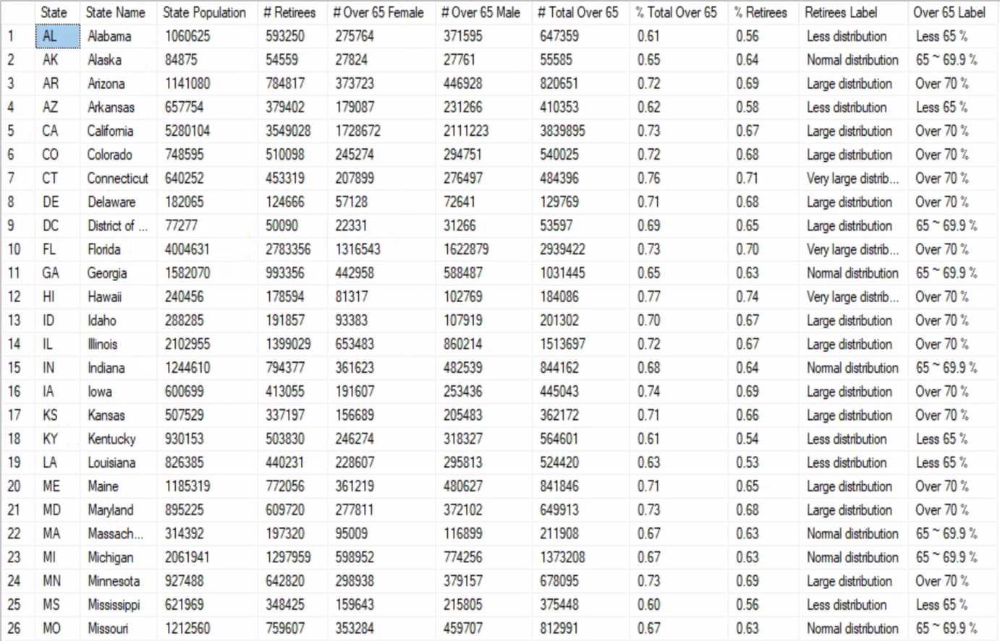 State State Name State Population # Retirees # Over 65 Female # Over 65 Male # Total Over 65 % Total Over 65 % Retirees Retirees Label Over 65 Label
1 AL Alabama 1060625 593250 275764 371595 647359 0.61 0.56 Less distribution Less 65 %
2 AK Alaska 84875 54559 27824 27761 55585 0.65 0.64 Normal distribution 65 ~ 69.9 %
3 AR Arizona 1141080 784817 373723 446928 820651 0.72 0.69 Large distribution Over 70 %
4 AZ Arkansas 657754 379402 179087 231266 410353 0.62 0.58 Less distribution Less 65 %
5 CA California 5280104 3549028 1728672 2111223 3839895 0.73 0.67 Large distribution Over 70 %
6 CO Colorado 748595 510098 245274 294751 540025 0.72 0.68 Large distribution Over 70 %
7 CT Connecticut 640252 453319 207899 276497 484396 0.76 0.71 Very large distrib... Over 70 %
8 DE Delaware 182065 124666 57128 72641 129769 0.71 0.68 Large distribution Over 70 %
9 DC District of ... 77277 50090 22331 31266 53597 0.69 0.65 Large distribution 65 ~ 69.9 %
10 FL Florida 4004631 2783356 1316543 1622879 2939422 0.73 0.70 Very large distrib... Over 70 %
11 GA Georgia 1582070 993356 442958 588487 1031445 0.65 0.63 Normal distribution 65 ~ 69.9 %
12 HI Hawaii 240456 178594 81317 102769 184086 0.77 0.74 Very large distrib... Over 70 %
13 ID Idaho 288285 191857 93383 107919 201302 0.70 0.67 Large distribution Over 70 %
14 IL Illinois 2102955 1399029 653483 860214 1513697 0.72 0.67 Large distribution Over 70 %
15 IN Indiana 1244610 794377 361623 482539 844162 0.68 0.64 Normal distribution 65 ~ 69.9 %
16 IA Iowa 600699 413055 191607 253436 445043 0.74 0.69 Large distribution Over 70 %
17 KS Kansas 507529 337197 156689 205483 362172 0.71 0.66 Large distribution Over 70 %
18 KY Kentucky 930153 503830 246274 318327 564601 0.61 0.54 Less distribution Less 65 %
19 LA Louisiana 826385 440231 228607 295813 524420 0.63 0.53 Less distribution Less 65 %
20 ME Maine 1185319 772056 361219 480627 841846 0.71 0.65 Large distribution Over 70 %
21 MD Maryland 895225 609720 277811 372102 649913 0.73 0.68 Large distribution Over 70 %
22 MA Massach... 314392 197320 95009 116899 211908 0.67 0.63 Normal distribution 65 ~ 69.9 %
23 MI Michigan 2061941 1297959 598952 774256 1373208 0.67 0.63 Normal distribution 65 ~ 69.9 %
24 MN Minnesota 927488 642820 298938 379157 678095 0.73 0.69 Large distribution Over 70 %
25 MS Mississippi 621969 348425 159643 215805 375448 0.60 0.56 Less distribution Less 65 %
26 MO Missouri 1212560 759607 353284 459707 812991 0.67 0.63 Normal distribution 65 ~ 69.9 %